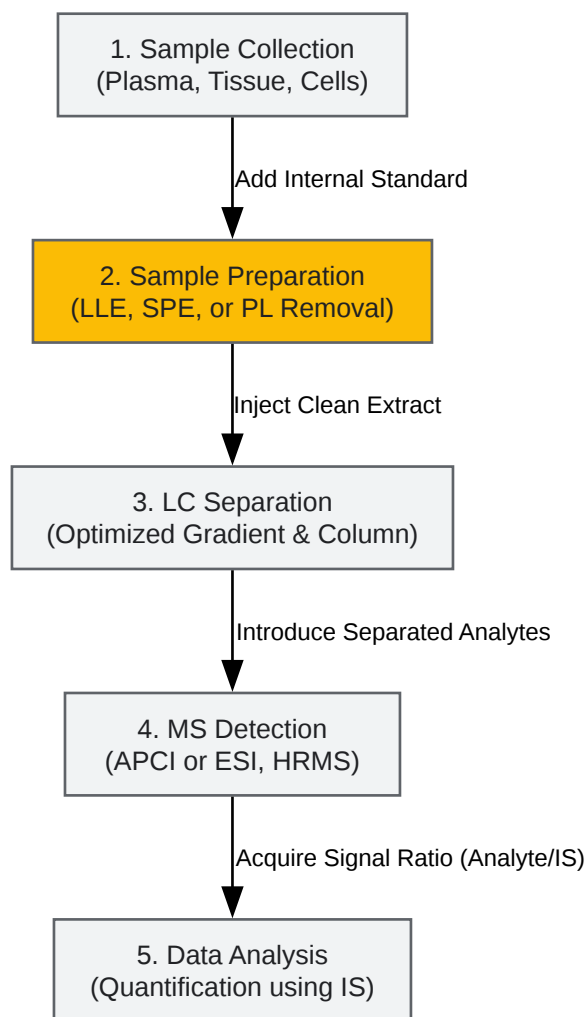 1. Sample Collection
(Plasma, Tissue, Cells)
Add Internal Standard
2. Sample Preparation
(LLE, SPE, or PL Removal)
Inject Clean Extract
3. LC Separation
(Optimized Gradient & Column)
Introduce Separated Analytes
4. MS Detection
(APCI or ESI, HRMS)
Acquire Signal Ratio (Analyte/IS)
5. Data Analysis
(Quantification using IS)